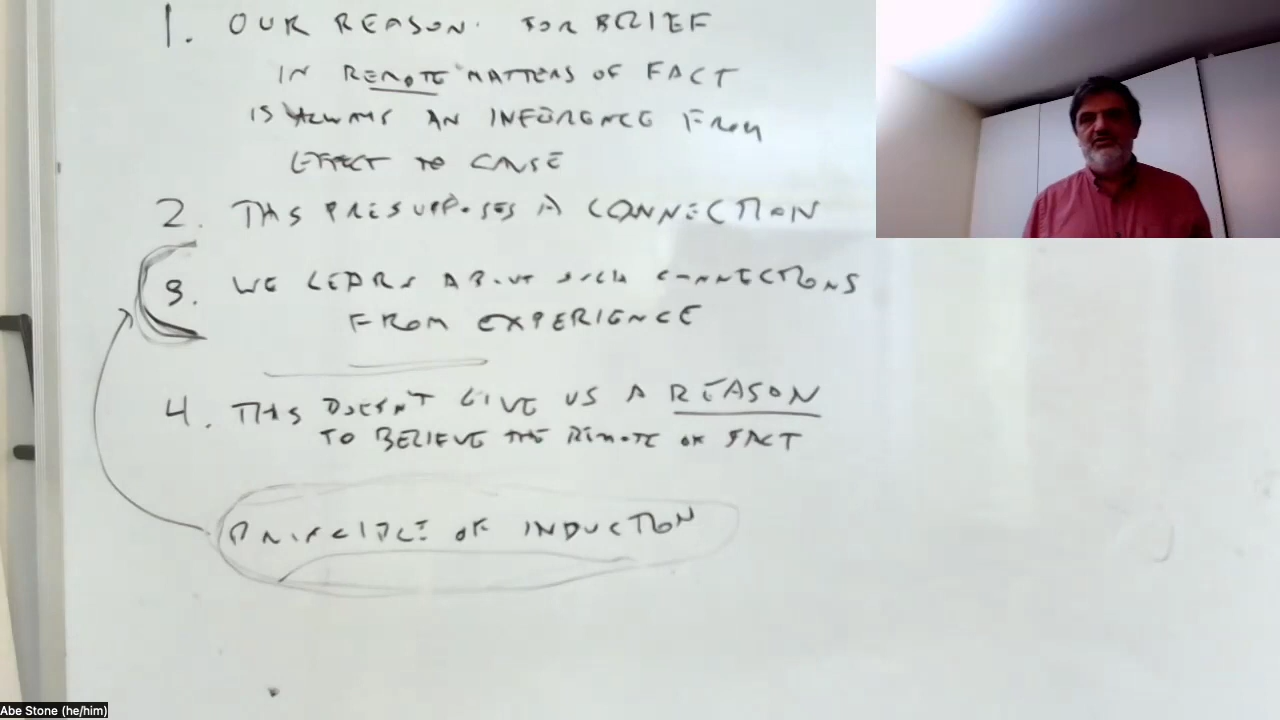 1. OUR REASON FOR BELIEF
IN REMOTE MATTERS OF FACT
IS ALWAYS AN INFERENCE FROM
EFFECT TO CAUSE
2. THIS PRESUPPOSES A CONNECTION
3. WE LEARN ABOUT SUCH CONNECTIONS
FROM EXPERIENCE
4. THIS DOESN'T GIVE US A REASON
TO BELIEVE THE REMOTE OF FACT
PRINCIPLE OF INDUCTION
Abe Stone (he/him)